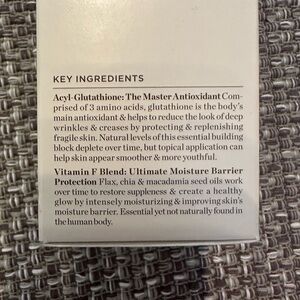 KEY INGREDIENTS
Acyl-Glutathione: The Master Antioxidant Com-
prised of 3 amino acids, glutathione is the body's
main antioxidant & helps to reduce the look of deep
wrinkles & creases by protecting & replenishing
fragile skin. Natural levels of this essential building
block deplete over time, but topical application can
help skin appear smoother & more youthful.
Vitamin F Blend: Ultimate Moisture Barrier
Protection Flax, chia & macadamia seed oils work
over time to restore suppleness & create a healthy
glow by intensely moisturizing & improving skin's
moisture barrier. Essential yet not naturally found in
the human body.